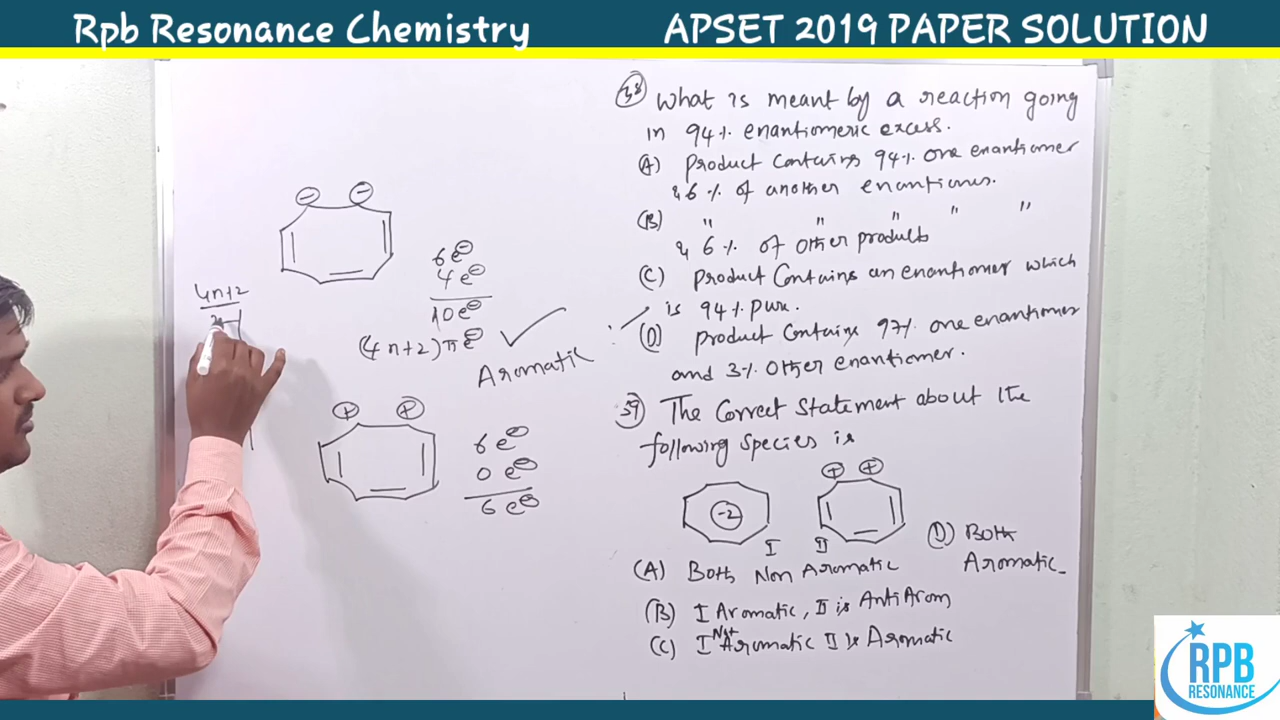 Rpb Resonance Chemistry
APSET 2019 PAPER SOLUTION
4n+2
⊖ ⊖
6e⊖
4e⊖
10e⊖
(4n+2)πe⊖
Aromatic
⊕ ⊕
6 e⊖
0 e⊖
6 e⊖
38 What is meant by a reaction going
in 94% enantiomeric excess.
(A) Product Contains 94% one enantiomer
& 6% of another enantiomer.
(B) " " " " "
& 6% of other products
(C) Product Contains an enantiomer which
is 94% pure.
(D) Product Contains 97% one enantiomer
and 3% Other enantiomer.
39) The Correct Statement about the
following Species is
-2
I
⊕ ⊕
II
(A) Both Non Aromatic
D) Both
Aromatic
(B) I Aromatic, II is AntiArom
(C) I Not Aromatic II is Aromatic
RPB
RESONANCE